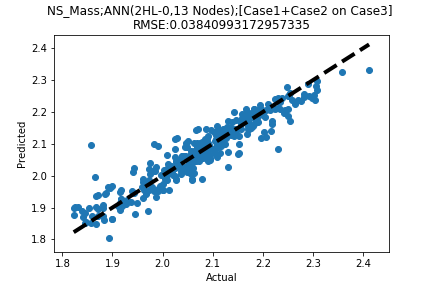 NS_Mass;ANN(2HL-0,13 Nodes);[Case1+Case2 on Case3]
RMSE:0.03840993172957335
2.4
2.3
2.2
2.1
2.0
1.9
1.8
Predicted
1.8 1.9 2.0 2.1 2.2 2.3 2.4
Actual